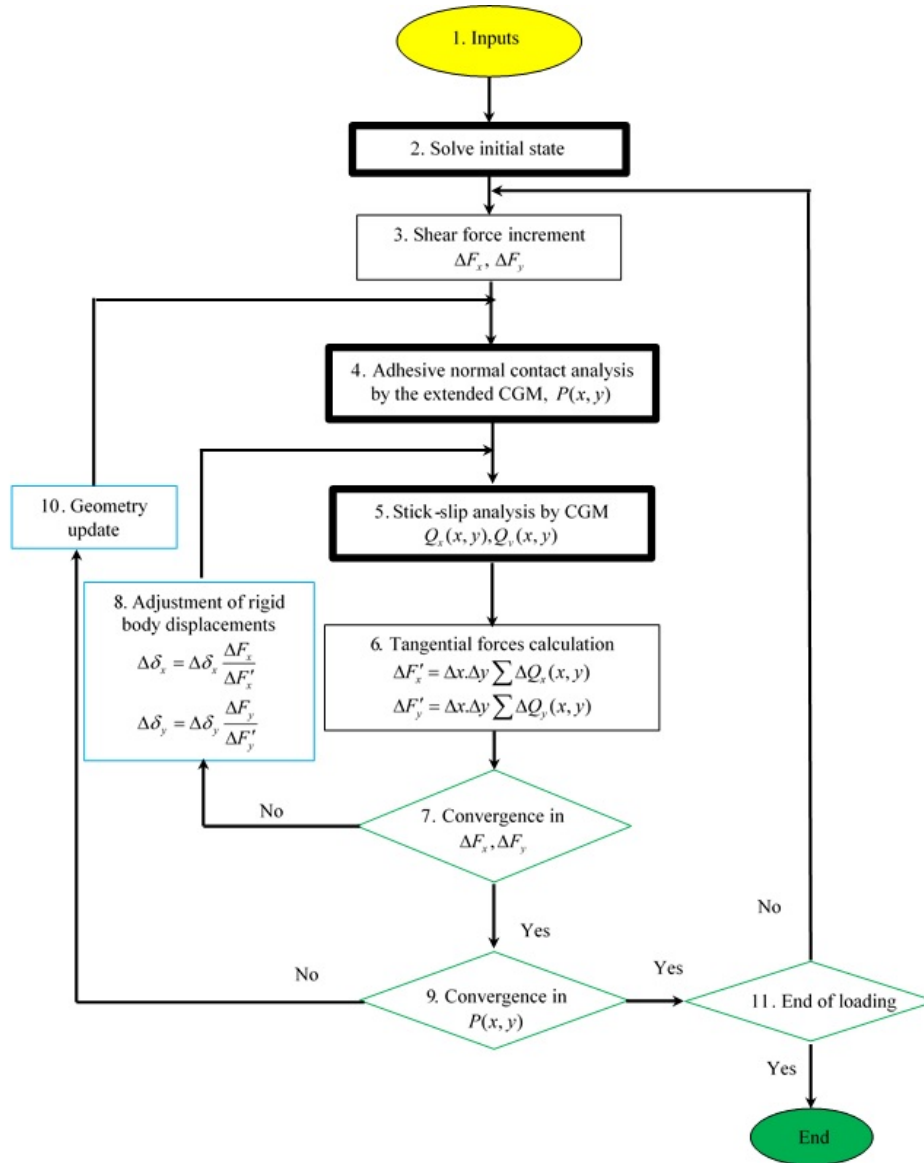 1. Inputs
2. Solve initial state
3. Shear force increment
ΔF_x, ΔF_y
4. Adhesive normal contact analysis
by the extended CGM, P(x, y)
5. Stick-slip analysis by CGM
Q_x(x, y), Q_y(x, y)
6. Tangential forces calculation
ΔF′_x = Δx.Δy ∑ ΔQ_x(x, y)
ΔF′_y = Δx.Δy ∑ ΔQ_y(x, y)
7. Convergence in
ΔF_x, ΔF_y
No
8. Adjustment of rigid
body displacements
Δδ_x = Δδ_x ΔF_x/ΔF′_x
Δδ_y = Δδ_y ΔF_y/ΔF′_y
Yes
9. Convergence in
P(x, y)
No
10. Geometry
update
Yes
11. End of loading
No
Yes
End